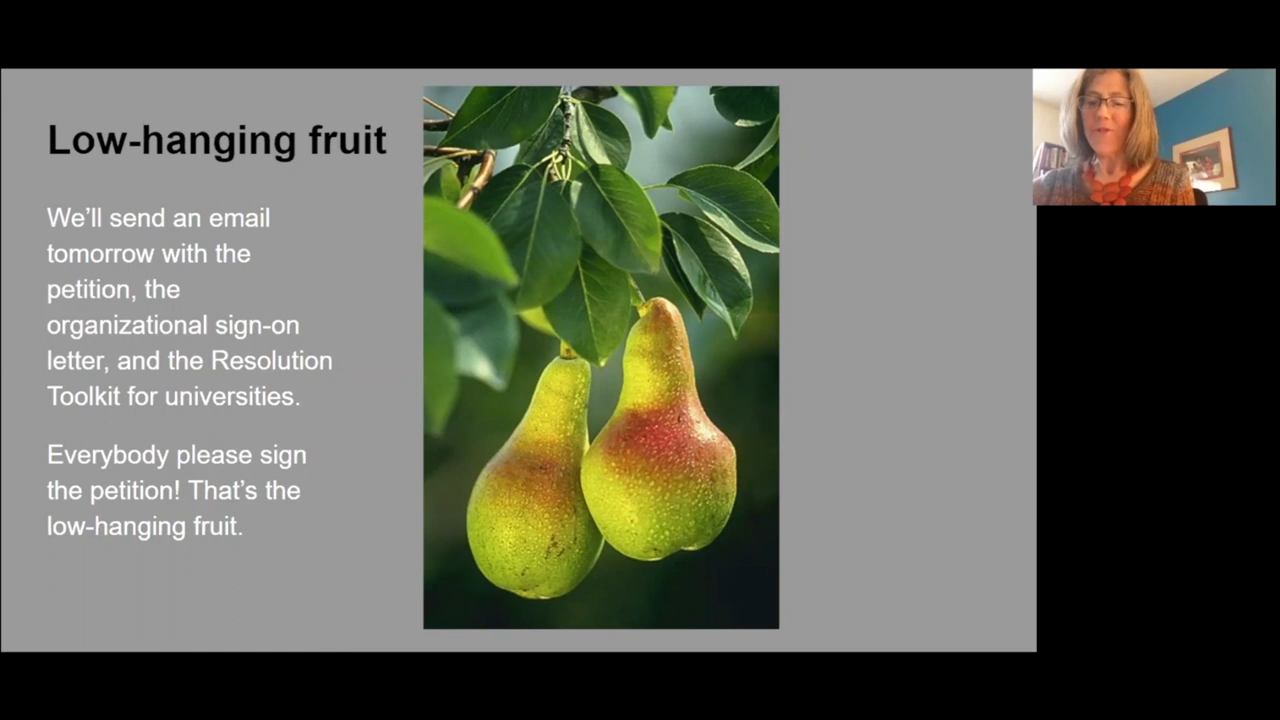 Low-hanging fruit
We’ll send an email
tomorrow with the
petition, the
organizational sign-on
letter, and the Resolution
Toolkit for universities.
Everybody please sign
the petition! That’s the
low-hanging fruit.